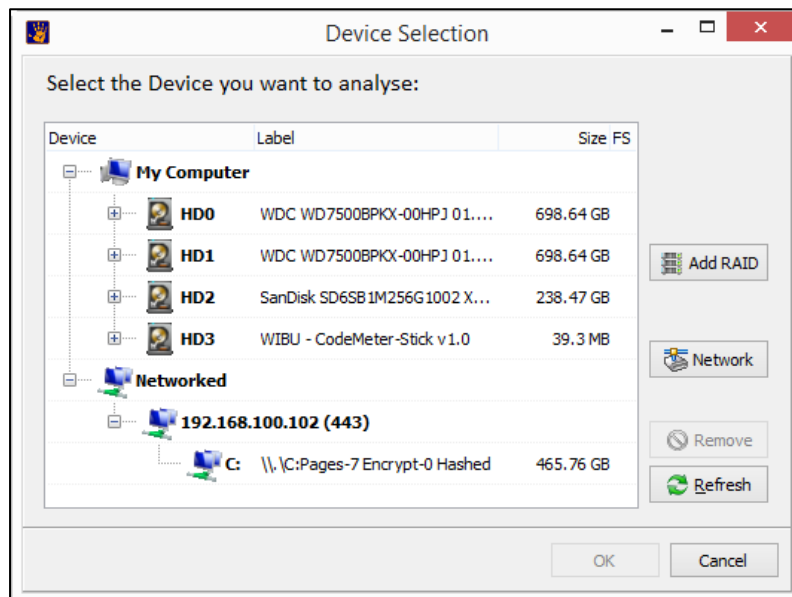 Device Selection
Select the Device you want to analyse:
Device Label Size FS
My Computer
HD0 WDC WD7500BPKX-00HPJ 01.... 698.64 GB
HD1 WDC WD7500BPKX-00HPJ 01.... 698.64 GB
Add RAID
HD2 SanDisk SD6SB1M256G1002 X... 238.47 GB
HD3 WIBU - CodeMeter-Stick v1.0 39.3 MB
Network
Networked
192.168.100.102 (443)
Remove
C: \\.\C:Pages-7 Encrypt-0 Hashed 465.76 GB
Refresh
OK Cancel